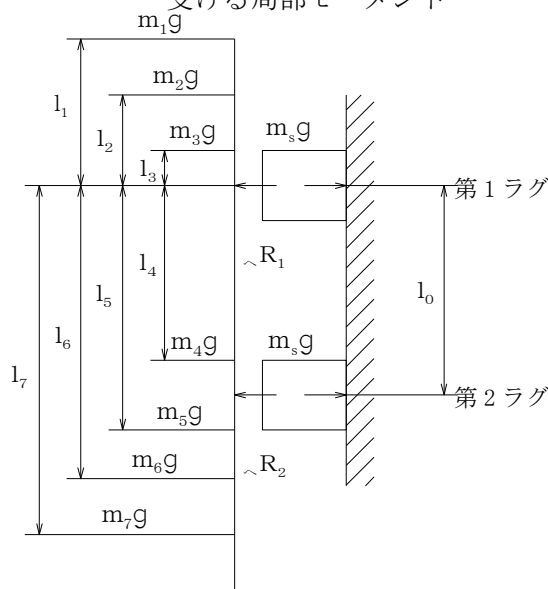 受ける局部モーメント
m₁g
m₂g
l₁
l₂
m₃g
mₛg
l₃
第1ラグ
l₄
R₁
l₅
l₀
l₆
m₄g
mₛg
l₇
第2ラグ
m₅g
m₆g
R₂
m₇g